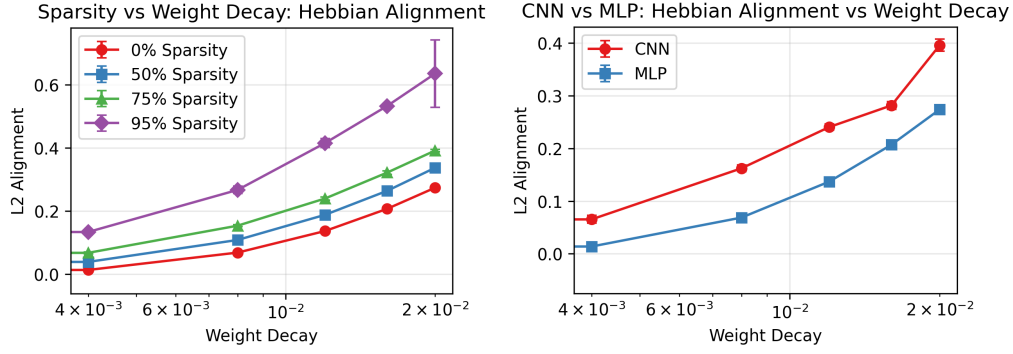 Sparsity vs Weight Decay: Hebbian Alignment
L2 Alignment
0.6
0.4
0.2
0.0
0% Sparsity
50% Sparsity
75% Sparsity
95% Sparsity
4 × 10⁻³
6 × 10⁻³
10⁻²
2 × 10⁻²
Weight Decay
CNN vs MLP: Hebbian Alignment vs Weight Decay
L2 Alignment
0.4
0.3
0.2
0.1
0.0
CNN
MLP
4 × 10⁻³
6 × 10⁻³
10⁻²
2 × 10⁻²
Weight Decay